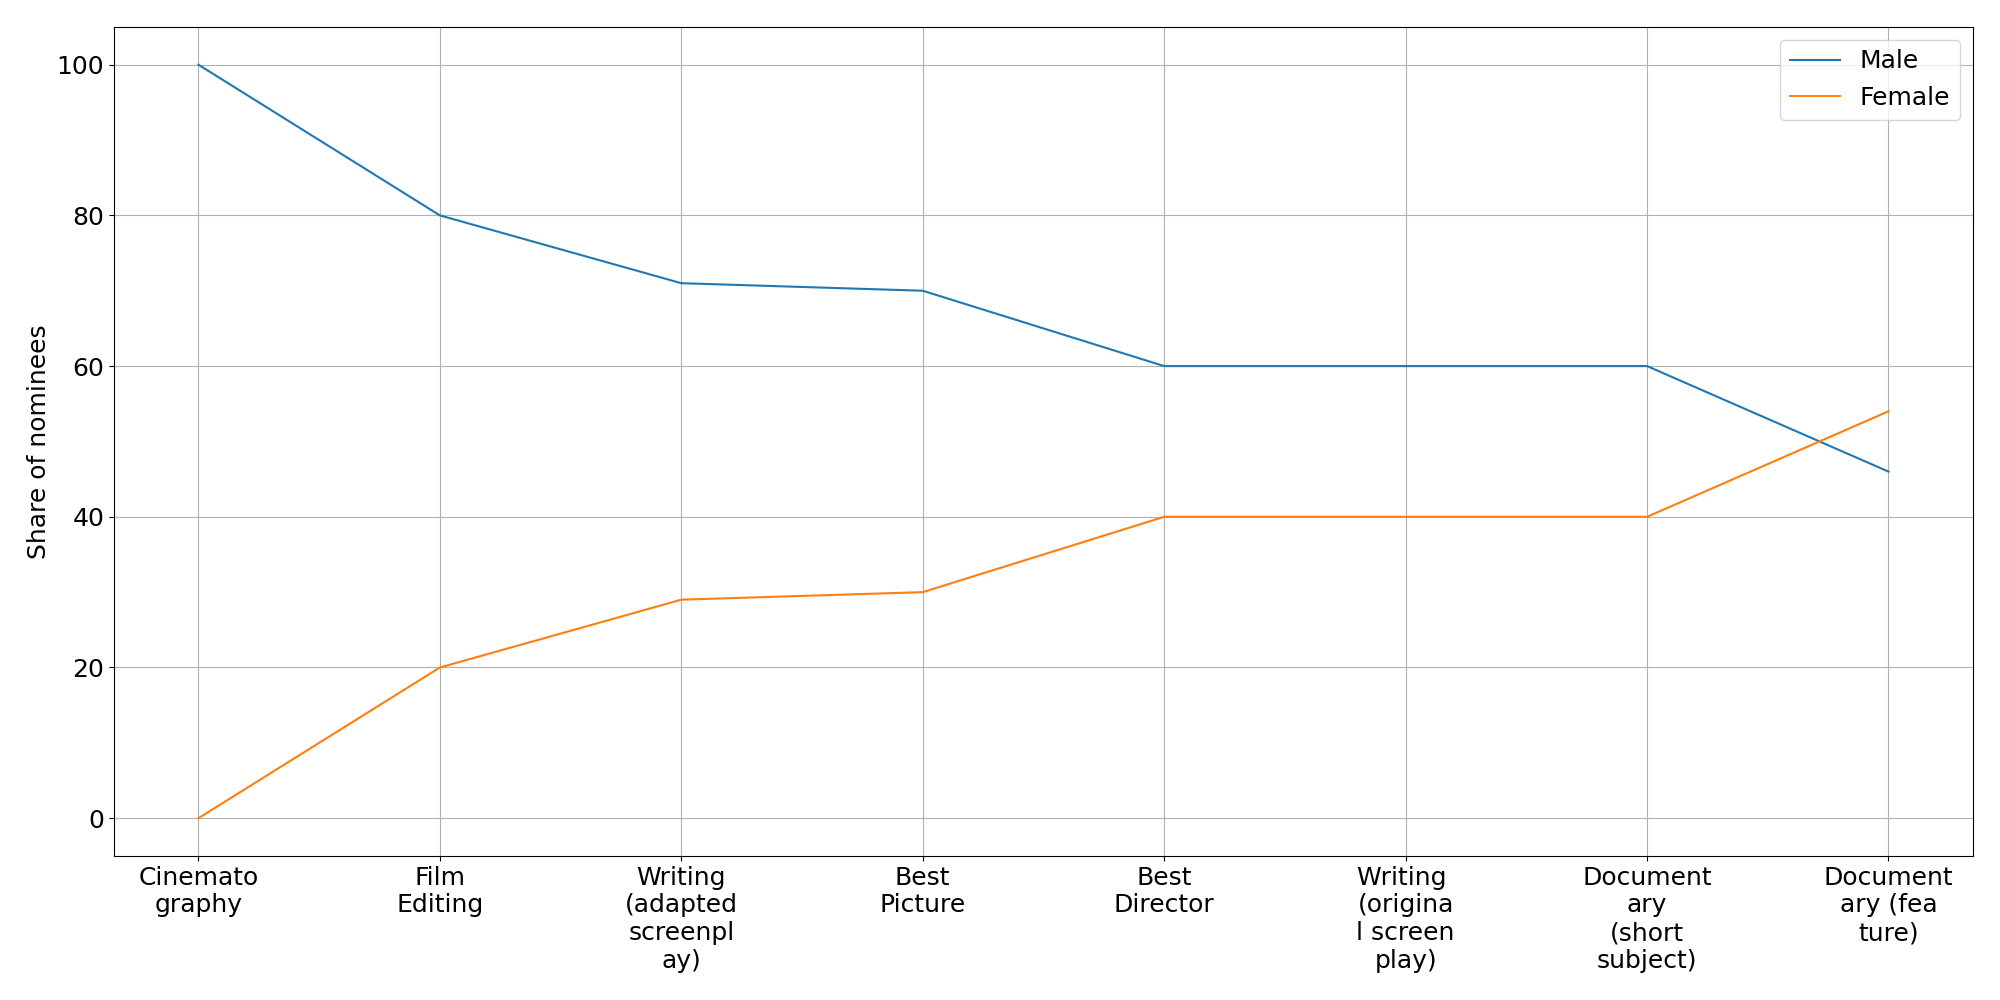 100
80
60
40
20
0
Share of nominees
Male
Female
Cinemato
graphy
Film
Editing
Writing
(adapted
screenpl
ay)
Best
Picture
Best
Director
Writing
(origina
l screen
play)
Document
ary
(short
subject)
Document
ary (fea
ture)